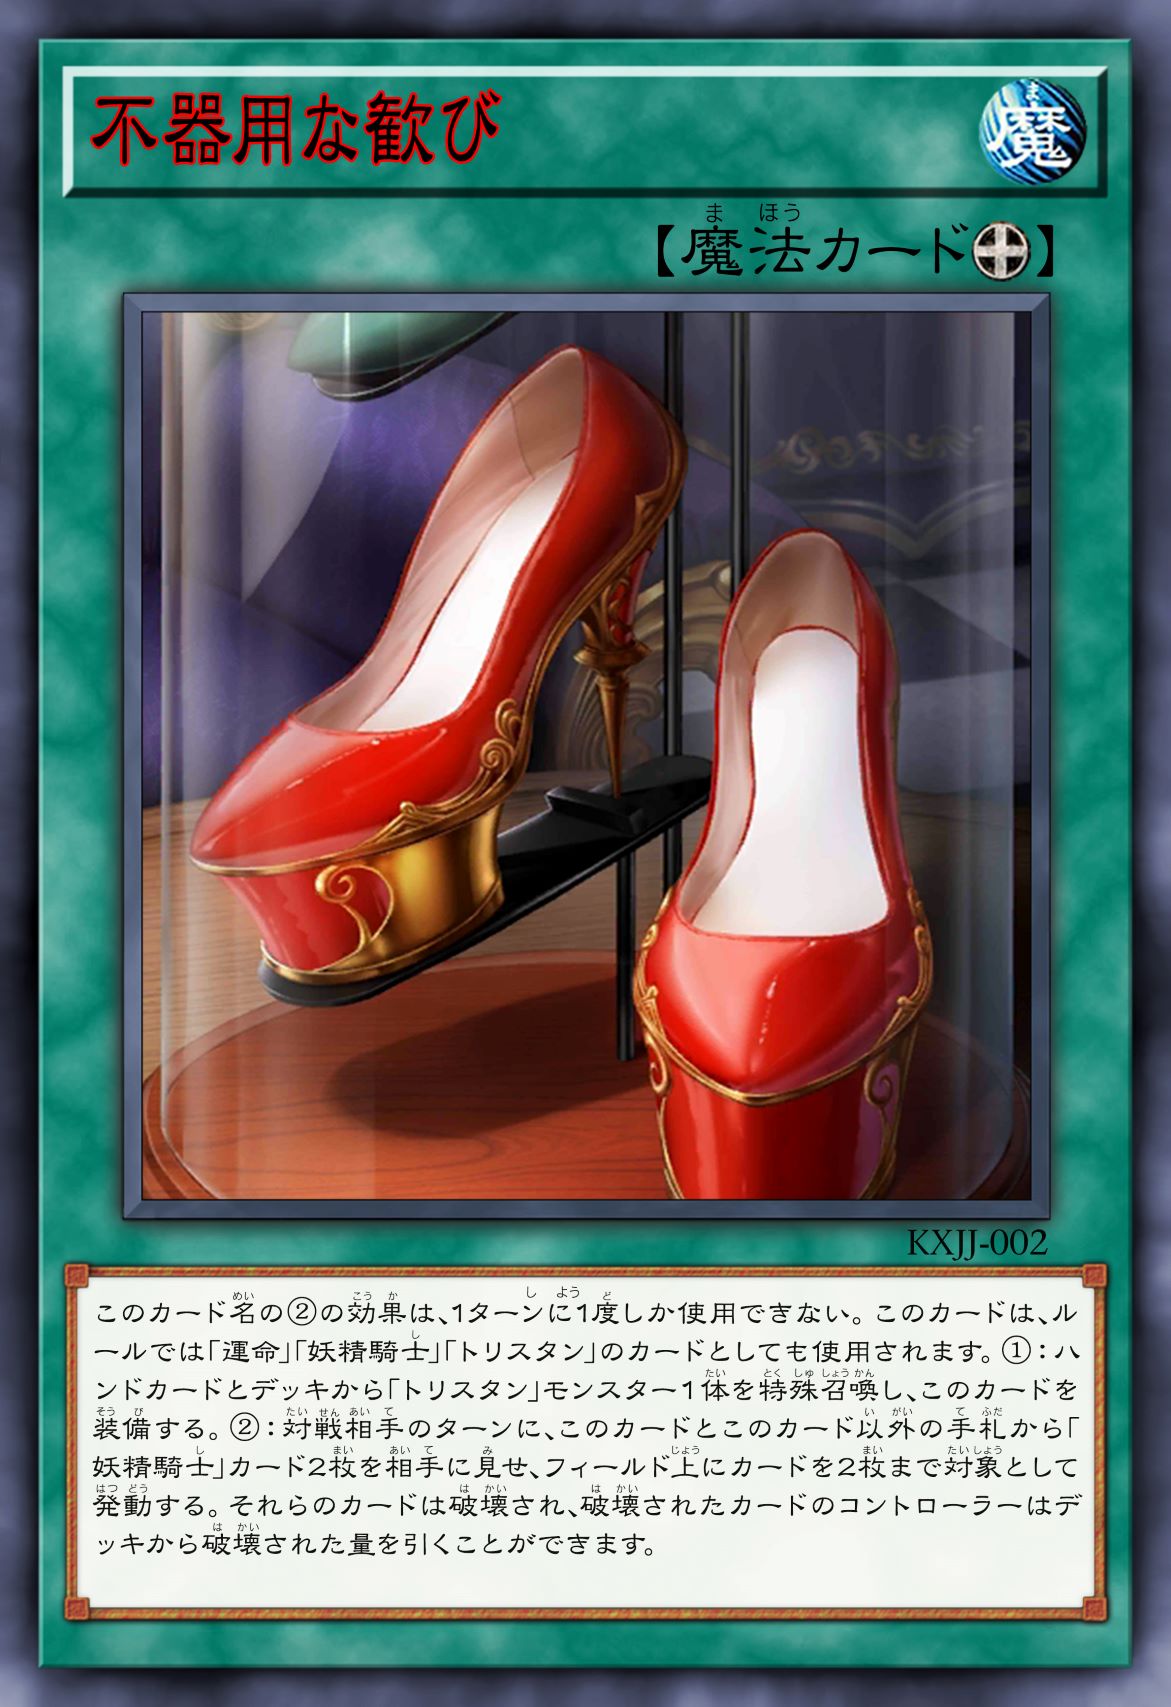 不器用な歓び
魔
【魔法カード】
KXJJ-002
このカード名の②の効果は、1ターンに1度しか使用できない。このカードは、ル
ールでは「運命」「妖精騎士」「トリスタン」のカードとしても使用されます。①：ハ
ンドカードとデッキから「トリスタン」モンスター1体を特殊召喚し、このカードを
装備する。②：対戦相手のターンに、このカードとこのカード以外の手札から「
妖精騎士」カード2枚を相手に見せ、フィールド上にカードを2枚まで対象として
発動する。それらのカードは破壊され、破壊されたカードのコントローラーはデ
ッキから破壊された量を引くことができます。